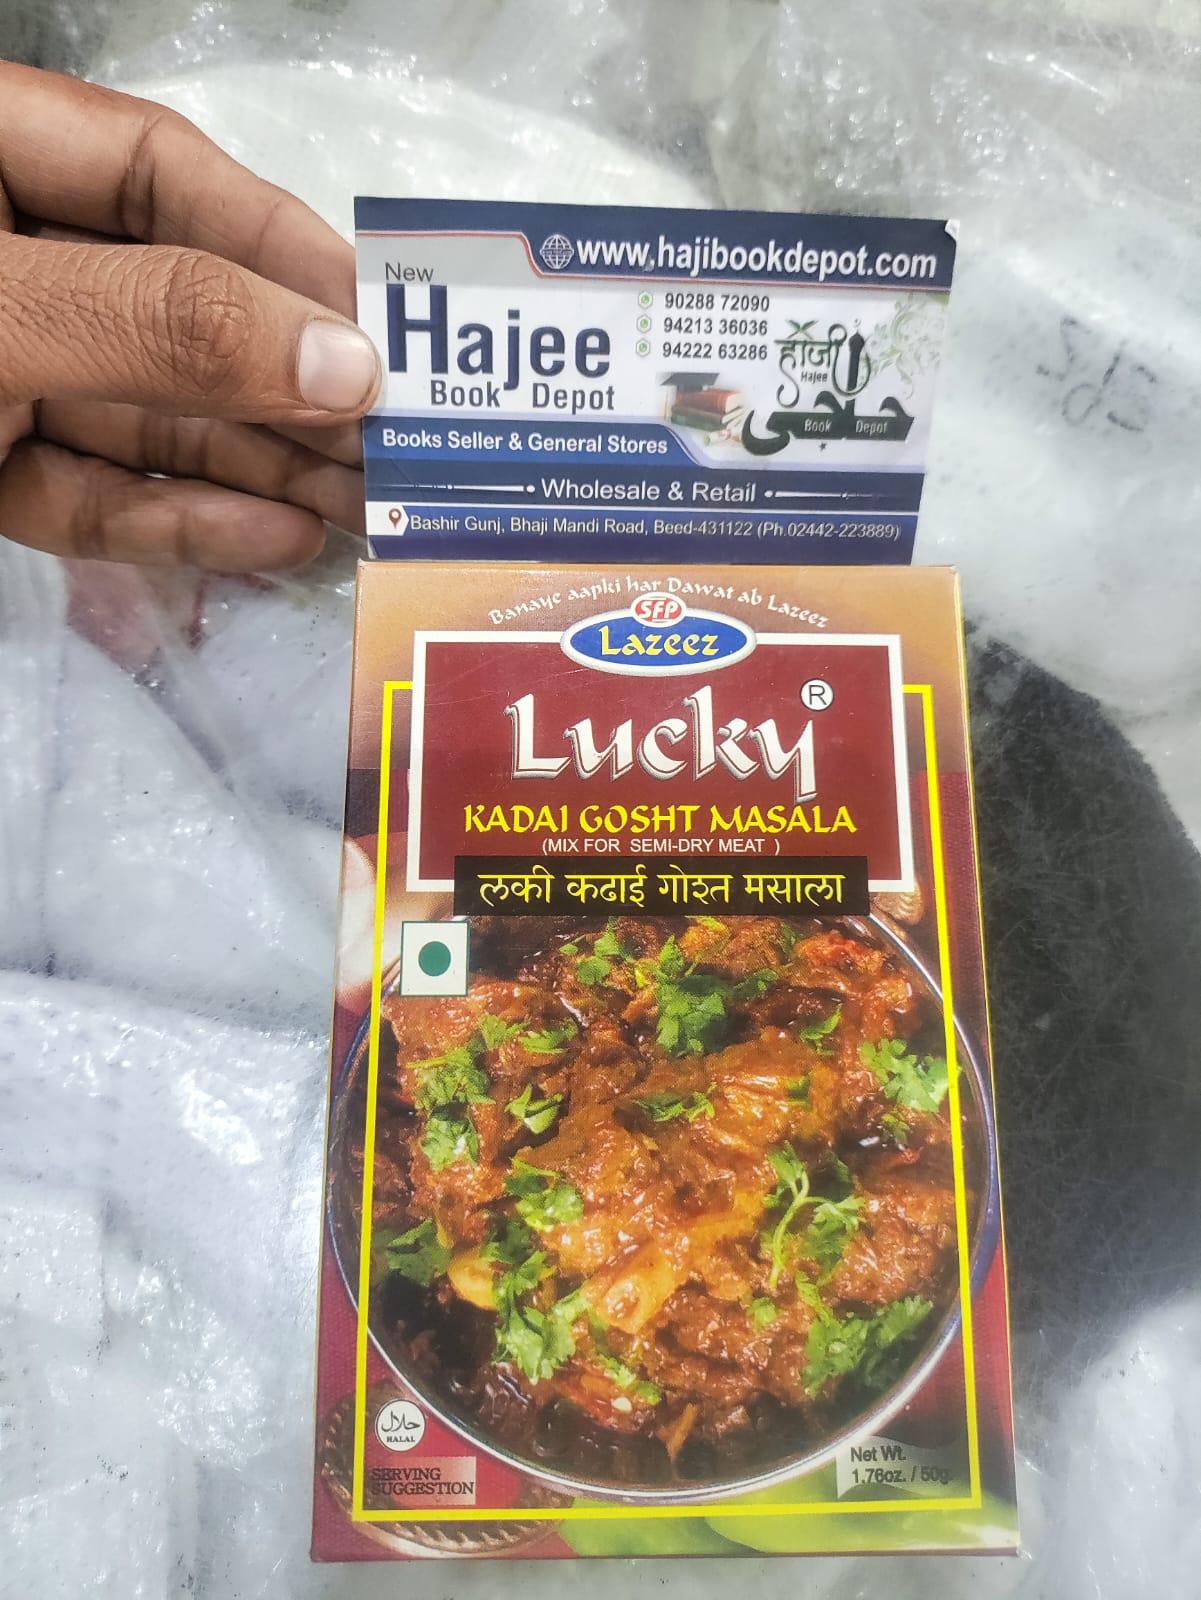 www.hajibookdepot.com
New
Hajee
Book Depot
90288 72090
94213 36036
94222 63286
हाजी
Hajee
حاجی
Book Depot
Books Seller & General Stores
Wholesale & Retail
Bashir Gunj, Bhaji Mandi Road, Beed-431122 (Ph.02442-223889)
Banaye aapki har Dawat ab Lazeez
SFP
Lazeez
Lucky®
KADAI GOSHT MASALA
(MIX FOR SEMI-DRY MEAT )
लकी कढाई गोश्त मसाला
حلال
HALAL
SERVING
SUGGESTION
Net Wt.
1.76oz. / 50g.